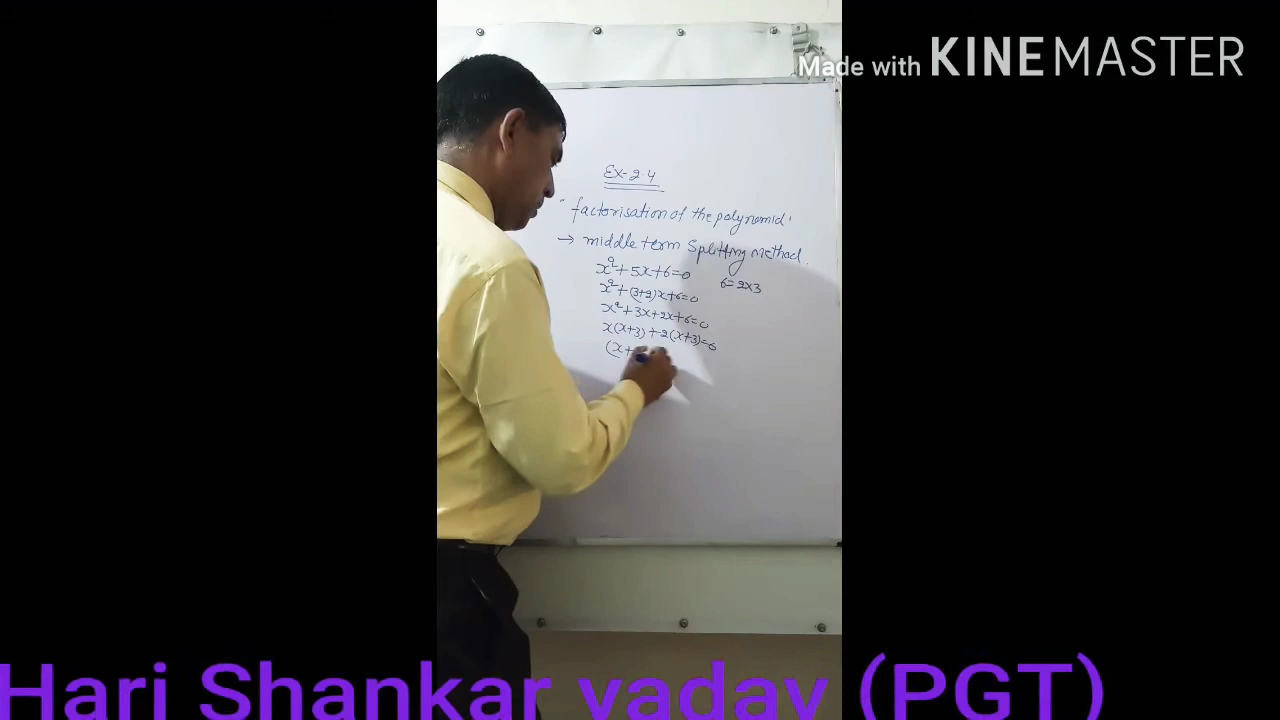 Made with KINEMASTER
Ex-2.4
"factorisation of the polynomid"
→ middle term splitting method.
x²+5x+6=0
6=2x3
x²+(3+2)x+6=0
x²+3x+2x+6=0
x(x+3)+2(x+3)=0
(x+
Hari Shankar yadav (PGT)